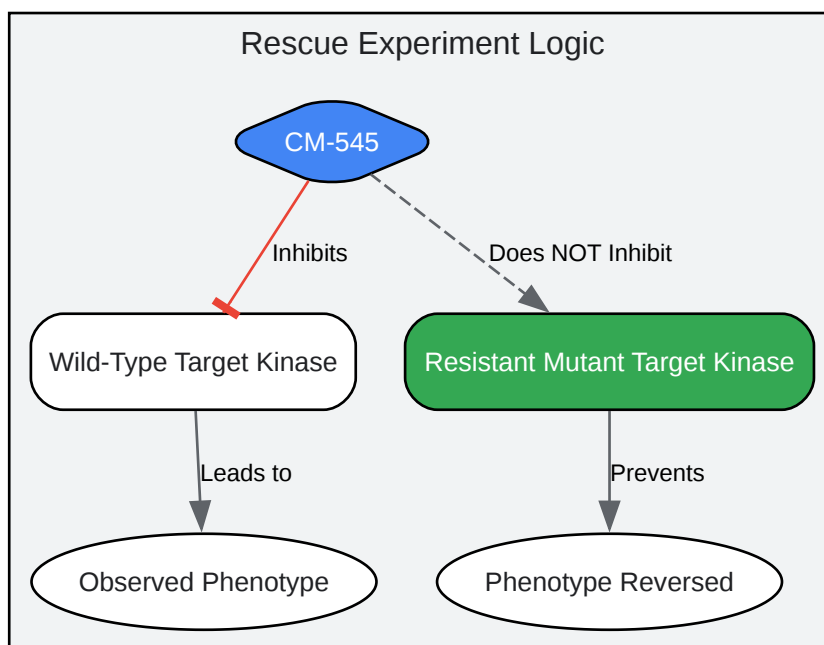 Rescue Experiment Logic
CM-545
Inhibits
Does NOT Inhibit
Wild-Type Target Kinase
Resistant Mutant Target Kinase
Leads to
Prevents
Observed Phenotype
Phenotype Reversed